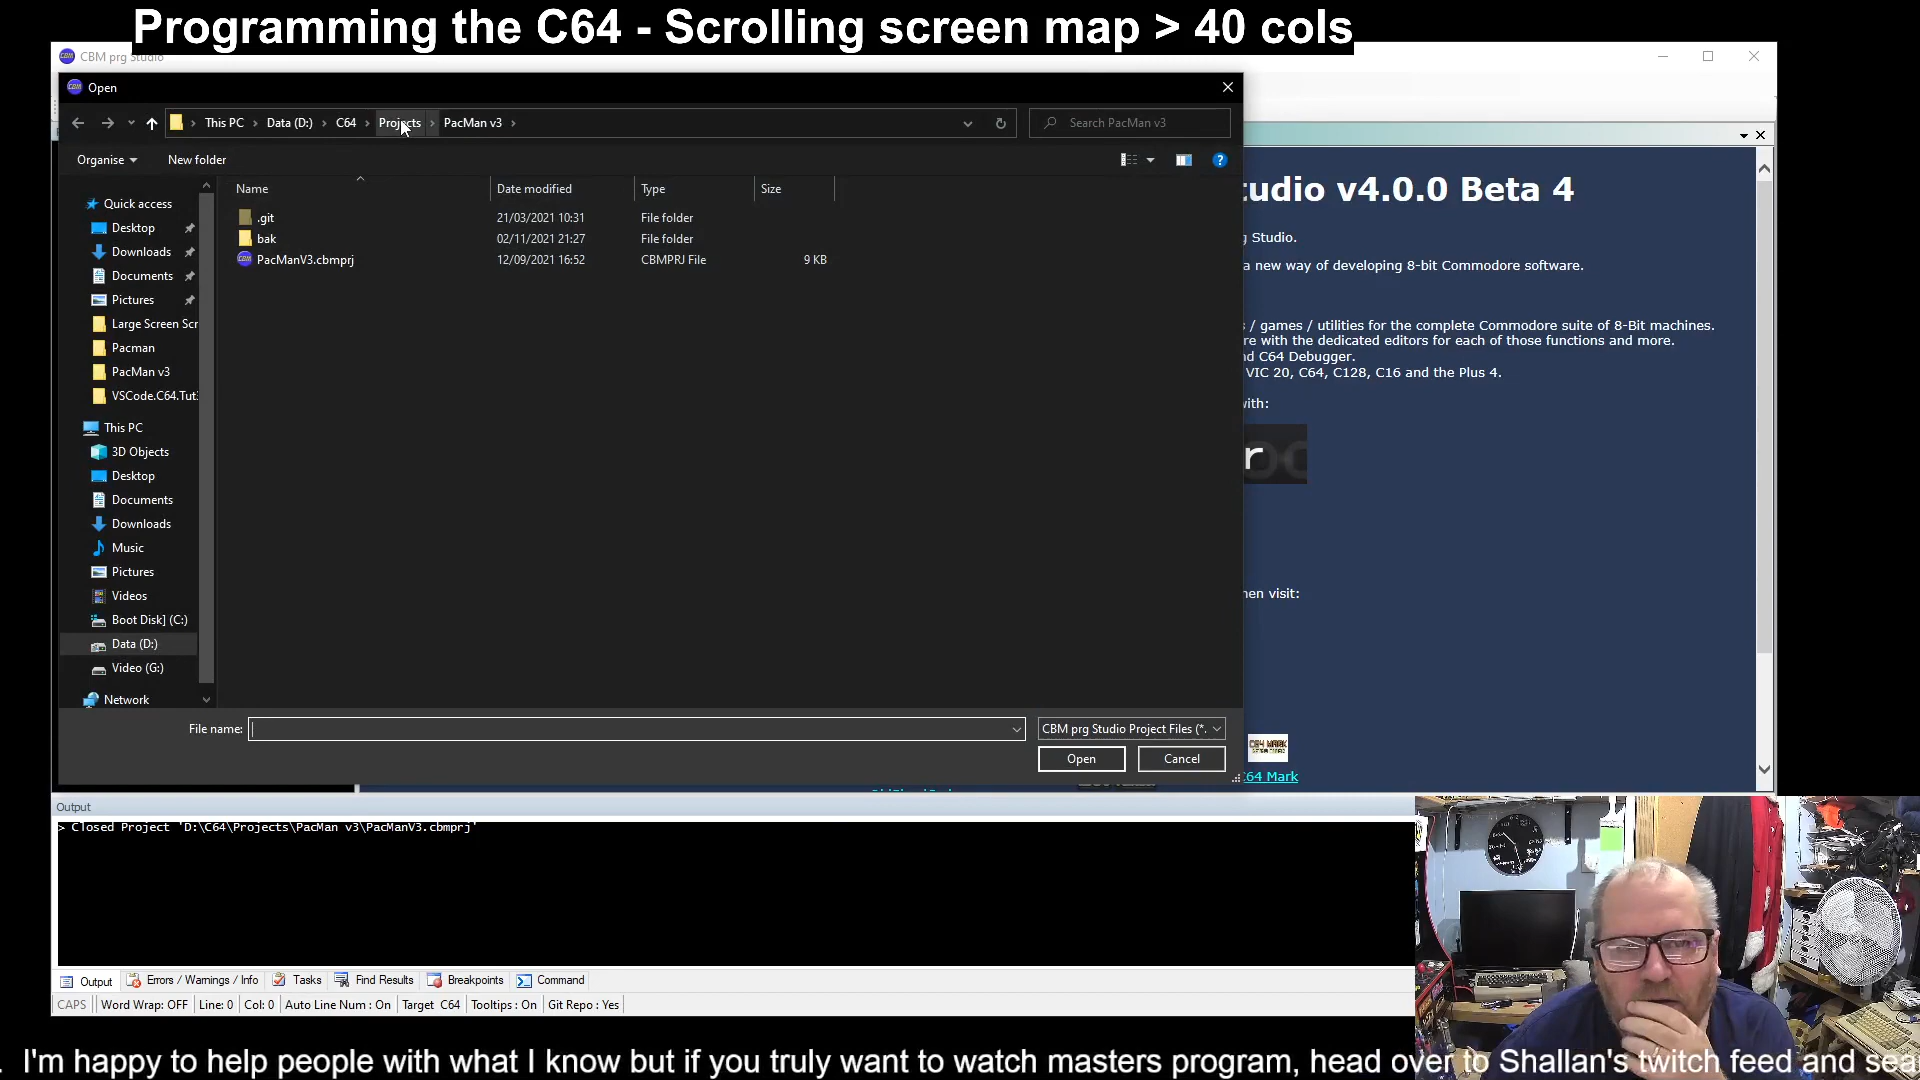 Programming the C64 - Scrolling screen map > 40 cols
CBM prg Studio
Open
This PC
Data (D:)
C64
Projects
PacMan v3
Search PacMan v3
Organise
New folder
Name
Date modified
Type
Size
.git
21/03/2021 10:31
File folder
bak
02/11/2021 21:27
File folder
PacManV3.cbmprj
12/09/2021 16:52
CBMPRJ File
9 KB
Quick access
Desktop
Downloads
Documents
Pictures
Large Screen Scr
Pacman
PacMan v3
VSCode.C64.Tut
This PC
3D Objects
Desktop
Documents
Downloads
Music
Pictures
Videos
Boot Disk] (C:)
Data (D:)
Video (G:)
Network
File name:
CBM prg Studio Project Files (*.
Open
Cancel
tudio v4.0.0 Beta 4
g Studio.
a new way of developing 8-bit Commodore software.
s / games / utilities for the complete Commodore suite of 8-Bit machines.
re with the dedicated editors for each of those functions and more.
nd C64 Debugger.
VIC 20, C64, C128, C16 and the Plus 4.
with:
r
hen visit:
C64 MARK
64 Mark
Output
> Closed Project 'D:\C64\Projects\PacMan v3\PacManV3.cbmprj'
Output
Errors / Warnings / Info
Tasks
Find Results
Breakpoints
Command
CAPS
Word Wrap: OFF
Line: 0
Col: 0
Auto Line Num : On
Target C64
Tooltips : On
Git Repo : Yes
. I'm happy to help people with what I know but if you truly want to watch masters program, head over to Shallan's twitch feed and sea